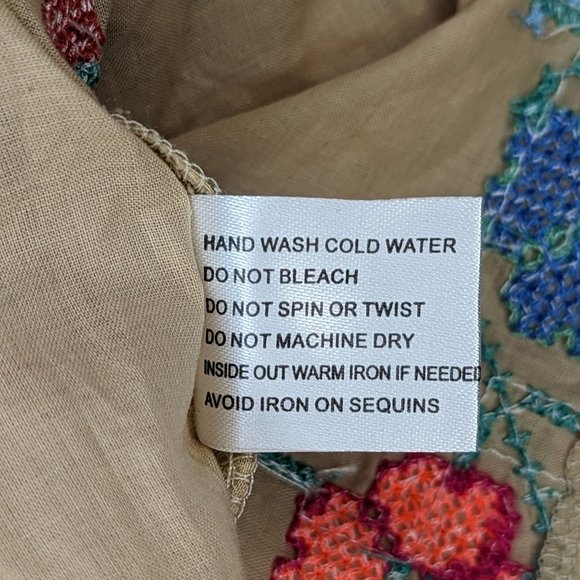 HAND WASH COLD WATER
DO NOT BLEACH
DO NOT SPIN OR TWIST
DO NOT MACHINE DRY
INSIDE OUT WARM IRON IF NEEDED
AVOID IRON ON SEQUINS